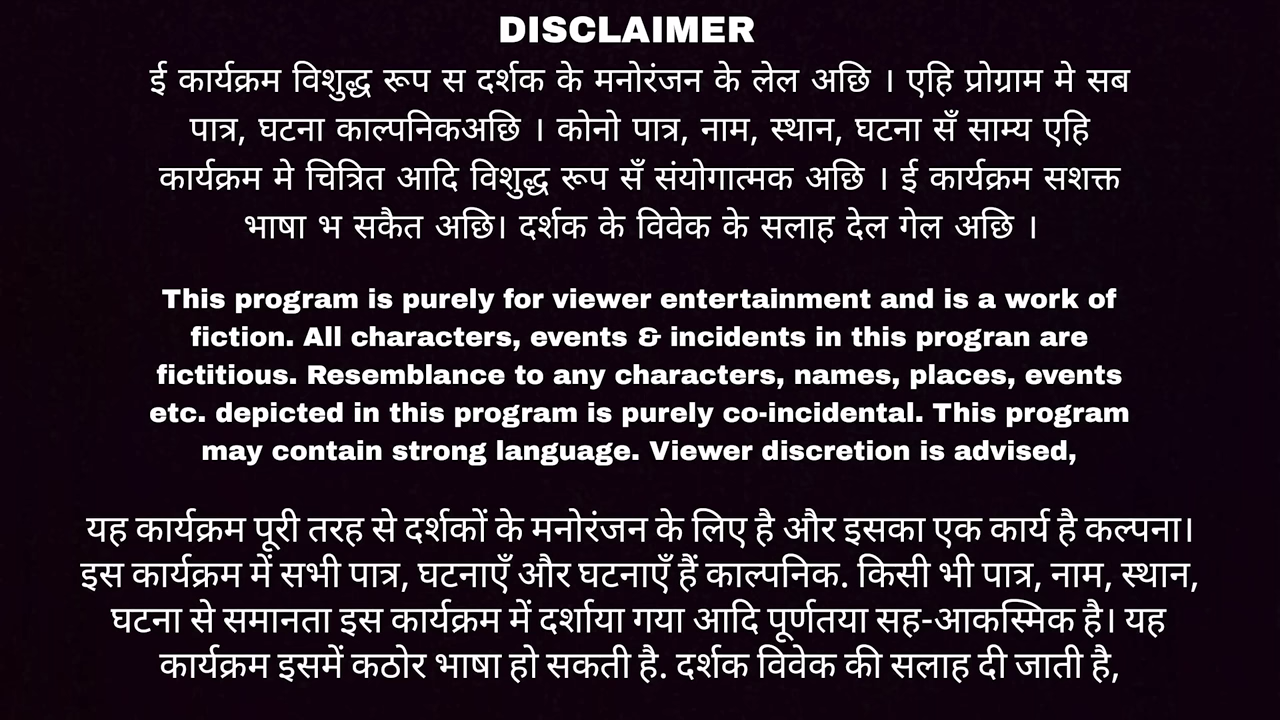 DISCLAIMER
ई कार्यक्रम विशुद्ध रूप स दर्शक के मनोरंजन के लेल अछि । एहि प्रोग्राम मे सब
पात्र, घटना काल्पनिकअछि । कोनो पात्र, नाम, स्थान, घटना सँ साम्य एहि
कार्यक्रम मे चित्रित आदि विशुद्ध रूप सँ संयोगात्मक अछि । ई कार्यक्रम सशक्त
भाषा भ सकैत अछि। दर्शक के विवेक के सलाह देल गेल अछि ।
This program is purely for viewer entertainment and is a work of
fiction. All characters, events & incidents in this progran are
fictitious. Resemblance to any characters, names, places, events
etc. depicted in this program is purely co-incidental. This program
may contain strong language. Viewer discretion is advised,
यह कार्यक्रम पूरी तरह से दर्शकों के मनोरंजन के लिए है और इसका एक कार्य है कल्पना।
इस कार्यक्रम में सभी पात्र, घटनाएँ और घटनाएँ हैं काल्पनिक. किसी भी पात्र, नाम, स्थान,
घटना से समानता इस कार्यक्रम में दर्शाया गया आदि पूर्णतया सह-आकस्मिक है। यह
कार्यक्रम इसमें कठोर भाषा हो सकती है. दर्शक विवेक की सलाह दी जाती है,